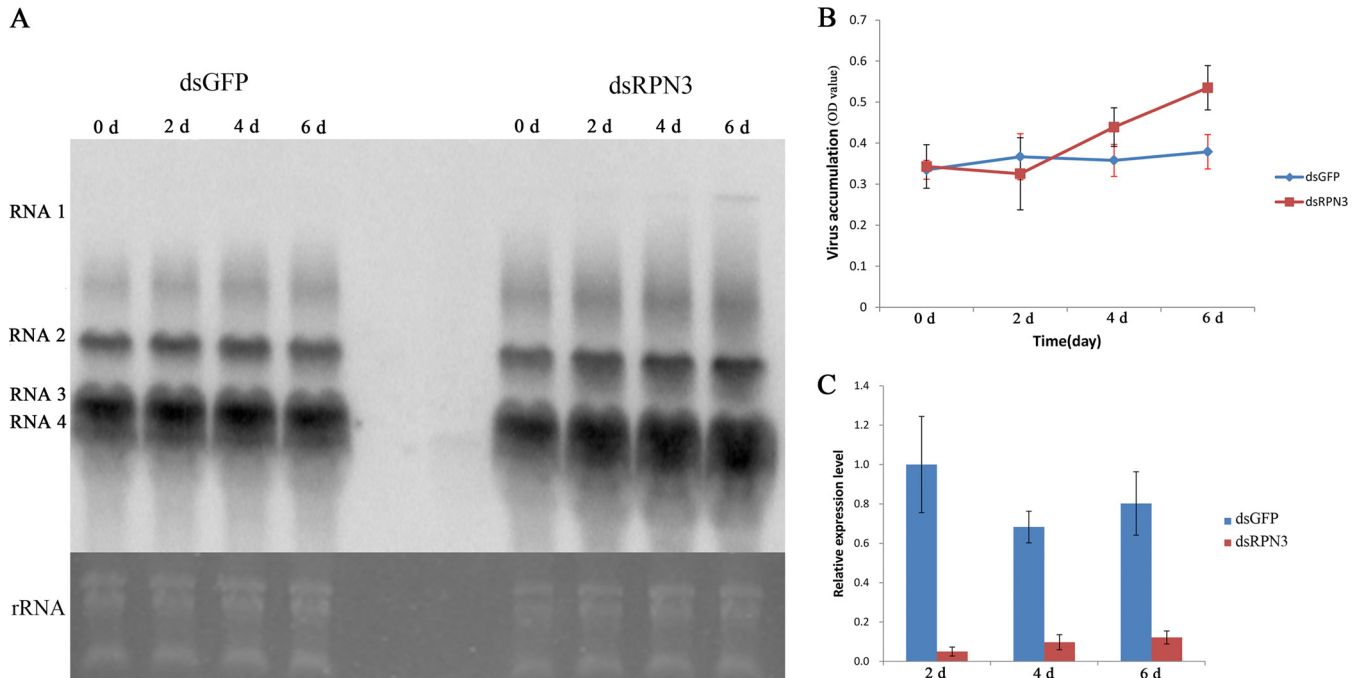 A
dsGFP
dsRPN3
0 d 2 d 4 d 6 d
0 d 2 d 4 d 6 d
RNA 1
RNA 2
RNA 3
RNA 4
rRNA
B
Virus accumulation (OD value)
0.7
0.6
0.5
0.4
0.3
0.2
0.1
0
0 d 2 d 4 d 6 d
Time(day)
dsGFP
dsRPN3
C
Relative expression level
1.4
1.2
1.0
0.8
0.6
0.4
0.2
0.0
2 d 4 d 6 d
dsGFP
dsRPN3